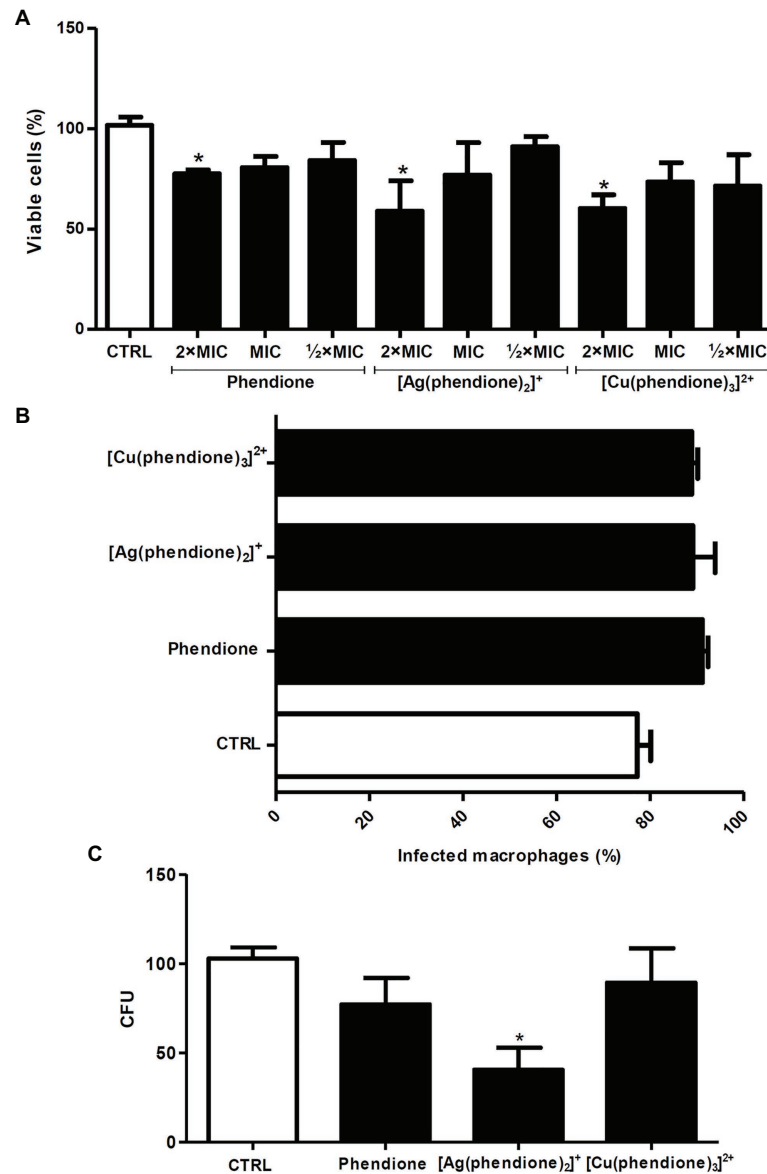 A
150
100
50
0
Viable cells (%)
*
*
*
CTRL 2×MIC MIC ½×MIC 2×MIC MIC ½×MIC 2×MIC MIC ½×MIC
Phendione [Ag(phendione)₂]⁺ [Cu(phendione)₃]²⁺
B
[Cu(phendione)₃]²⁺
[Ag(phendione)₂]⁺
Phendione
CTRL
0 20 40 60 80 100
Infected macrophages (%)
C
150
100
50
0
CFU
*
CTRL Phendione [Ag(phendione)₂]⁺ [Cu(phendione)₃]²⁺